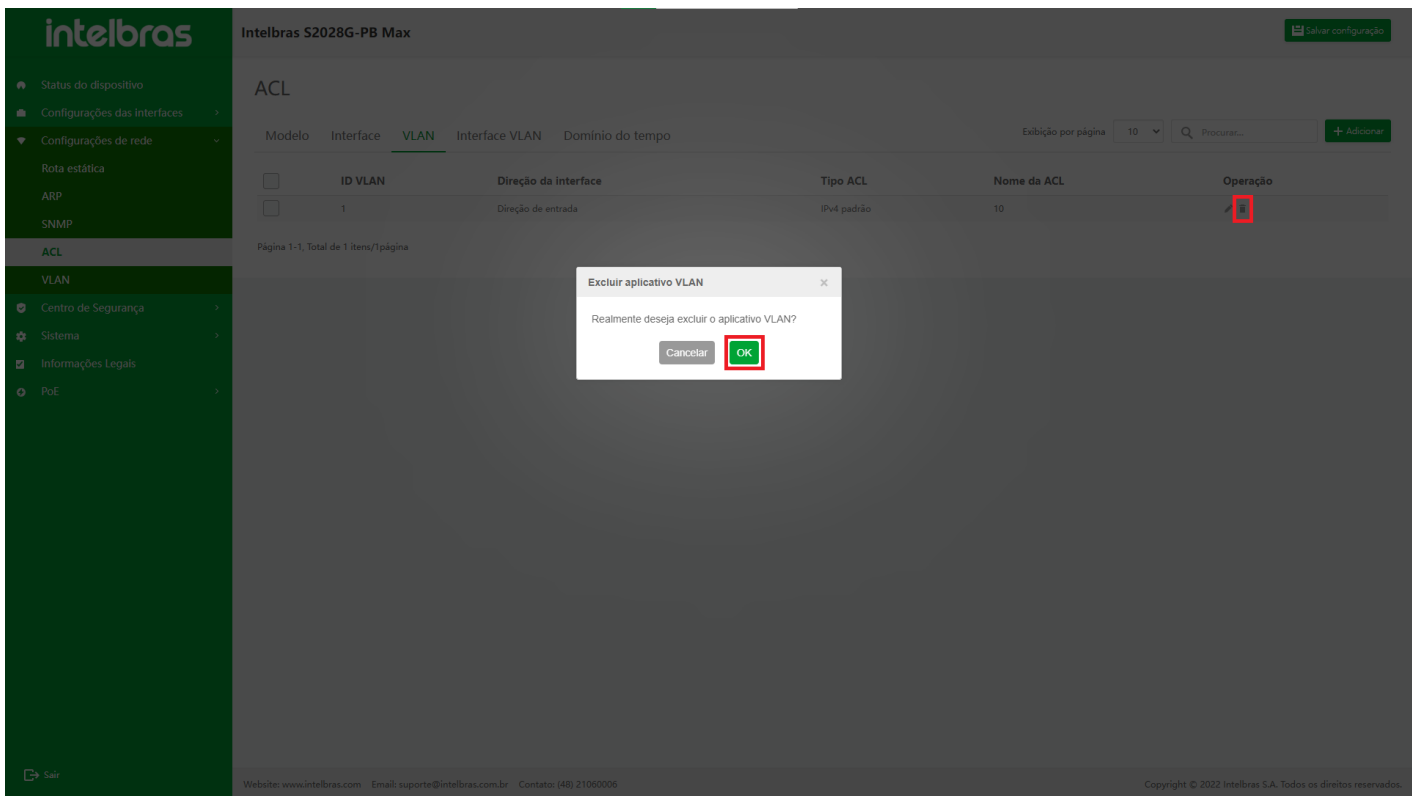 intelbras
Intelbras S2028G-PB Max
Salvar configuração
Status do dispositivo
Configurações das interfaces
Configurações de rede
Rota estática
ARP
SNMP
ACL
VLAN
Centro de Segurança
Sistema
Informações Legais
PoE
Sair
ACL
Modelo Interface VLAN Interface VLAN Domínio do tempo
Exibição por página 10 Procurar... + Adicionar
ID VLAN Direção da interface Tipo ACL Nome da ACL Operação
1 Direção de entrada IPv4 padrão 10
Página 1-1, Total de 1 itens/1página
Excluir aplicativo VLAN ×
Realmente deseja excluir o aplicativo VLAN?
Cancelar OK
Website: www.intelbras.com Email: suporte@intelbras.com.br Contato: (48) 21060006 Copyright © 2022 Intelbras S.A. Todos os direitos reservados.